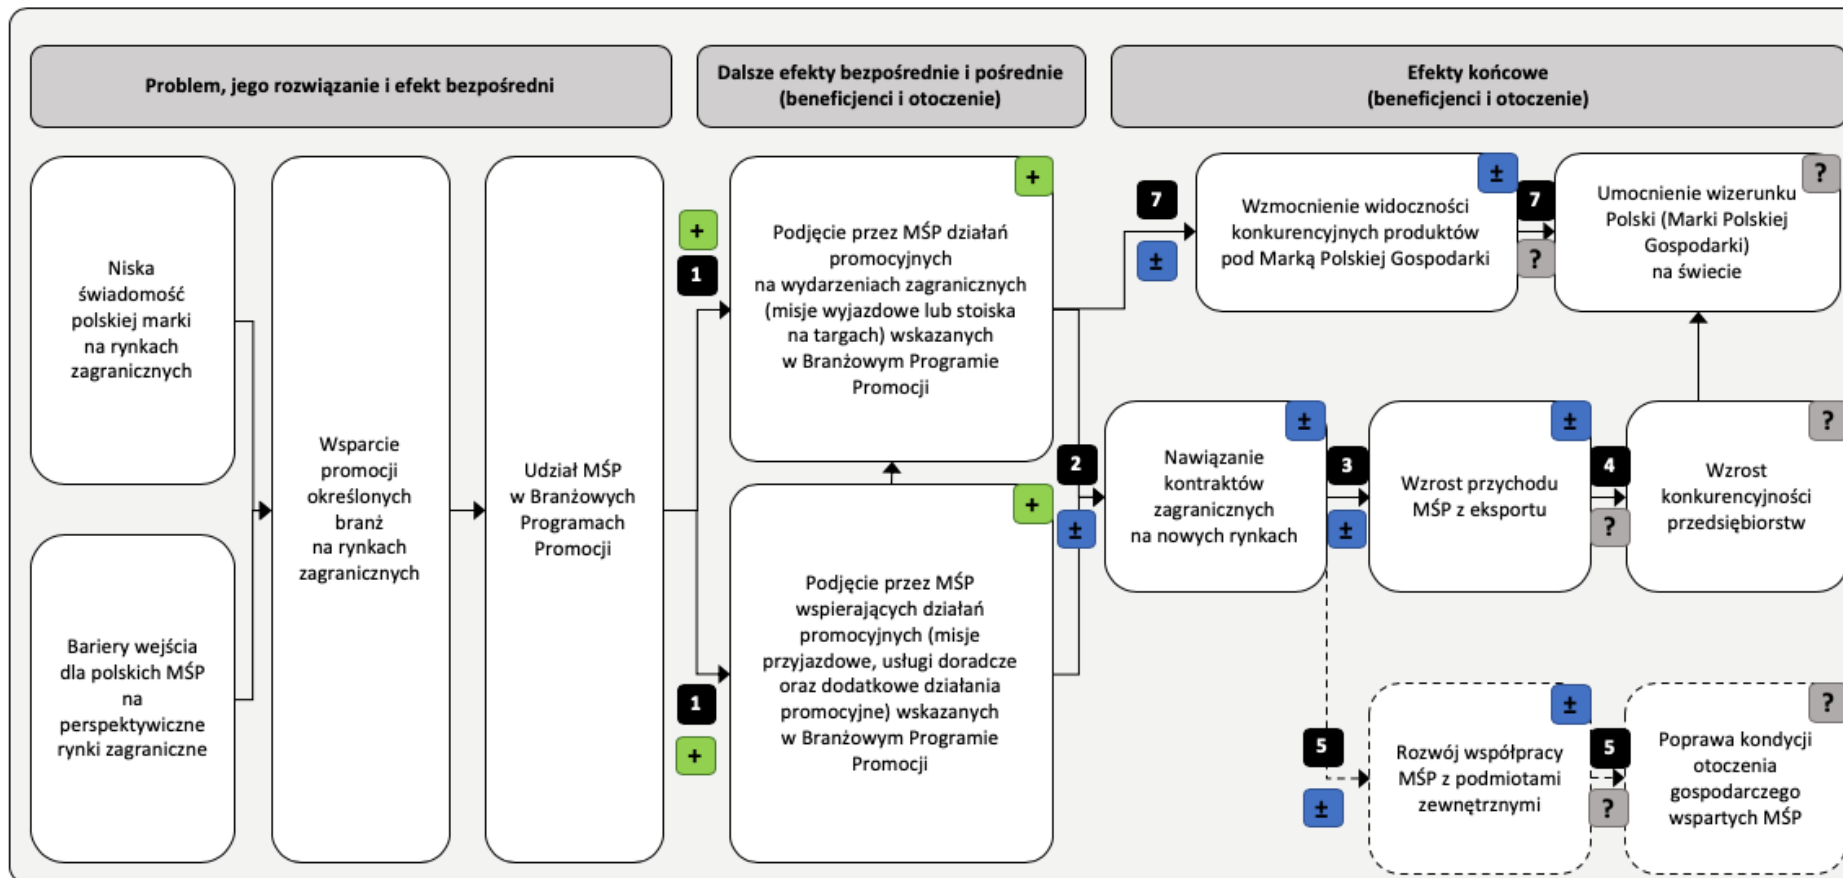 Problem, jego rozwiązanie i efekt bezpośredni
Dalsze efekty bezpośrednie i pośrednie
(beneficjenci i otoczenie)
Efekty końcowe
(beneficjenci i otoczenie)
Niska
świadomość
polskiej marki
na rynkach
zagranicznych
Bariery wejścia
dla polskich MŚP
na
perspektywiczne
rynki zagraniczne
Wsparcie
promocji
określonych
branż
na rynkach
zagranicznych
Udział MŚP
w Branżowych
Programach
Promocji
+
1
1
+
+
Podjęcie przez MŚP działań
promocyjnych
na wydarzeniach zagranicznych
(misje wyjazdowe lub stoiska
na targach) wskazanych
w Branżowym Programie
Promocji
+
Podjęcie przez MŚP
wspierających działań
promocyjnych (misje
przyjazdowe, usługi doradcze
oraz dodatkowe działania
promocyjne) wskazanych
w Branżowym Programie
Promocji
7
±
±
Wzmocnienie widoczności
konkurencyjnych produktów
pod Marką Polskiej Gospodarki
7
?
?
Umocnienie wizerunku
Polski (Marki Polskiej
Gospodarki)
na świecie
2
±
±
Nawiązanie
kontraktów
zagranicznych
na nowych rynkach
3
±
±
Wzrost przychodu
MŚP z eksportu
4
?
?
Wzrost
konkurencyjności
przedsiębiorstw
5
±
±
Rozwój współpracy
MŚP z podmiotami
zewnętrznymi
5
?
?
Poprawa kondycji
otoczenia
gospodarczego
wspartych MŚP